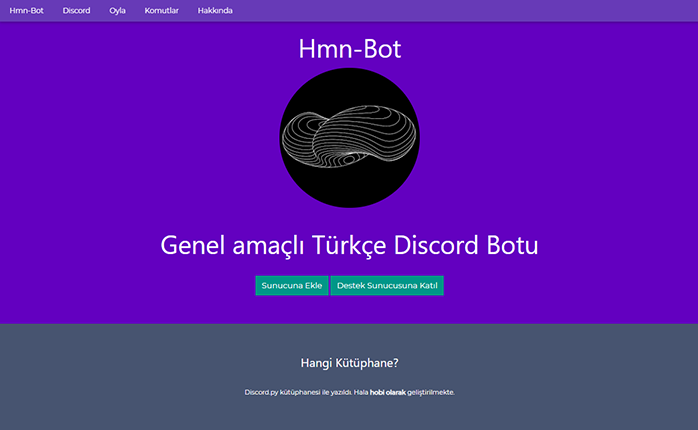 Hmn-Bot Discord Oyla Komutlar Hakkında
Hmn-Bot
Genel amaçlı Türkçe Discord Botu
Sunucuna Ekle Destek Sunucusuna Katıl
Hangi Kütüphane?
Discord.py kütüphanesi ile yazıldı. Hala hobi olarak geliştirilmekte.